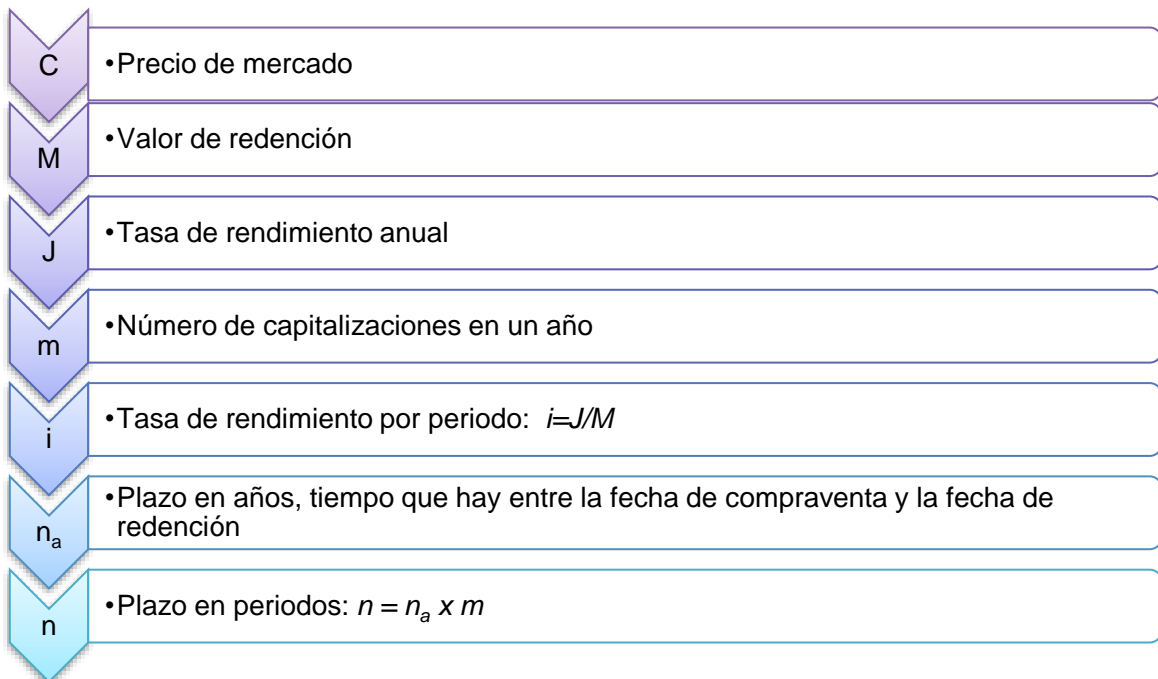 C
•Precio de mercado
M
•Valor de redención
J
•Tasa de rendimiento anual
m
•Número de capitalizaciones en un año
i
•Tasa de rendimiento por periodo: i=J/M
nₐ
•Plazo en años, tiempo que hay entre la fecha de compraventa y la fecha de
redención
n
•Plazo en periodos: n = nₐ x m